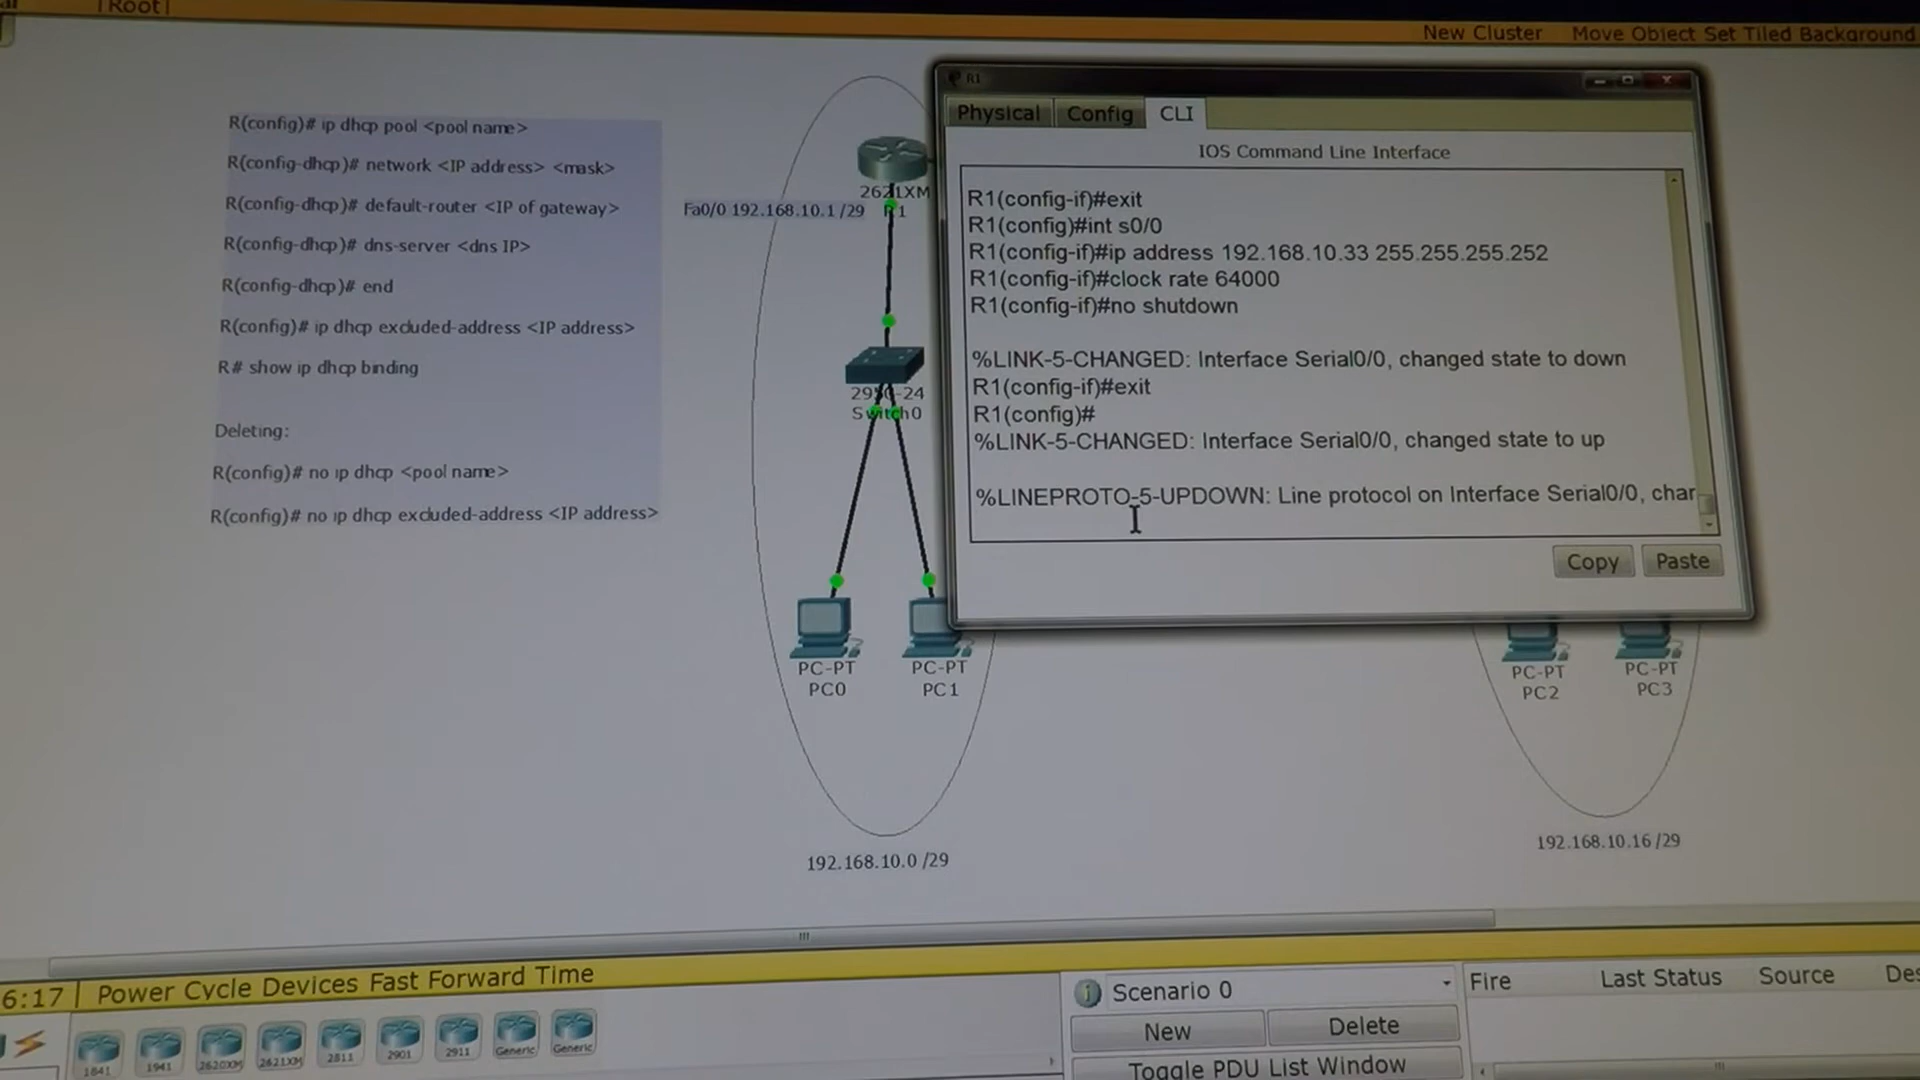 [Root]
New Cluster Move Object Set Tiled Background
R(config)# ip dhcp pool <pool name>
R(config-dhcp)# network <IP address> <mask>
R(config-dhcp)# default-router <IP of gateway>
R(config-dhcp)# dns-server <dns IP>
R(config-dhcp)# end
R(config)# ip dhcp excluded-address <IP address>
R# show ip dhcp binding
Deleting:
R(config)# no ip dhcp <pool name>
R(config)# no ip dhcp excluded-address <IP address>
2621XM
R1
Fa0/0 192.168.10.1 /29
2950-24
Switch0
PC-PT
PC0
PC-PT
PC1
192.168.10.0 /29
R1
Physical Config CLI
IOS Command Line Interface
R1(config-if)#exit
R1(config)#int s0/0
R1(config-if)#ip address 192.168.10.33 255.255.255.252
R1(config-if)#clock rate 64000
R1(config-if)#no shutdown
%LINK-5-CHANGED: Interface Serial0/0, changed state to down
R1(config-if)#exit
R1(config)#
%LINK-5-CHANGED: Interface Serial0/0, changed state to up
%LINEPROTO-5-UPDOWN: Line protocol on Interface Serial0/0, char
Copy Paste
PC-PT
PC2
PC-PT
PC3
192.168.10.16 /29
6:17 Power Cycle Devices Fast Forward Time
1841 1941 2620XM 2621XM 2811 2901 2911 Generic Generic
Scenario 0
New Delete
Toggle PDU List Window
Fire Last Status Source Des